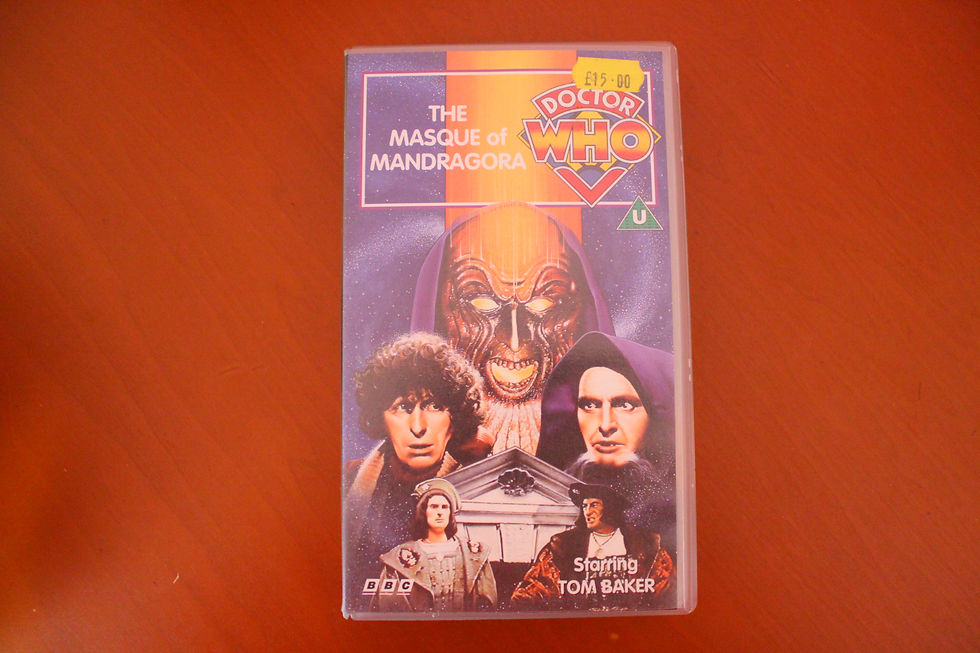 £15.00
THE
MASQUE of
MANDRAGORA
DOCTOR
WHO
U
BBC
Starring
TOM BAKER